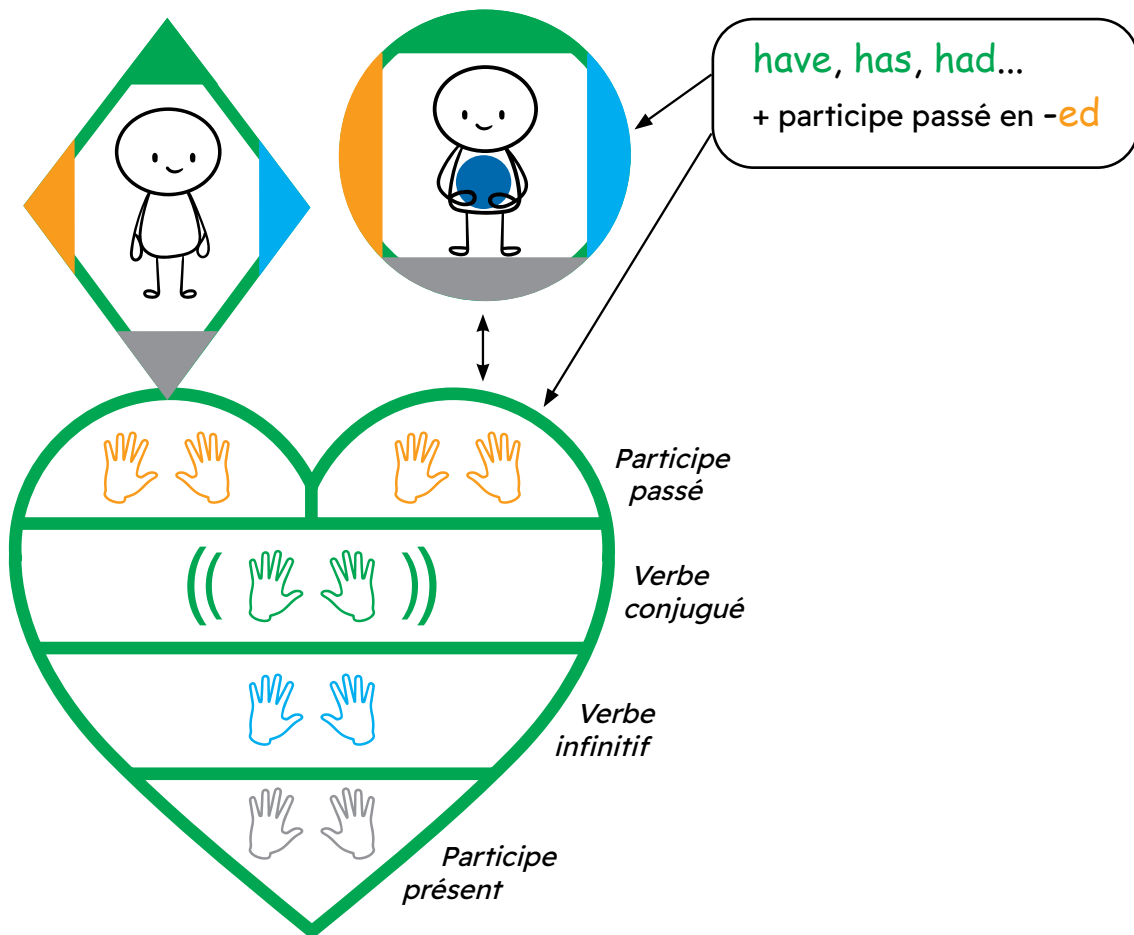 have, has, had...
+ participe passé en -ed
Participe
passé
Verbe
conjugué
Verbe
infinitif
Participe
présent